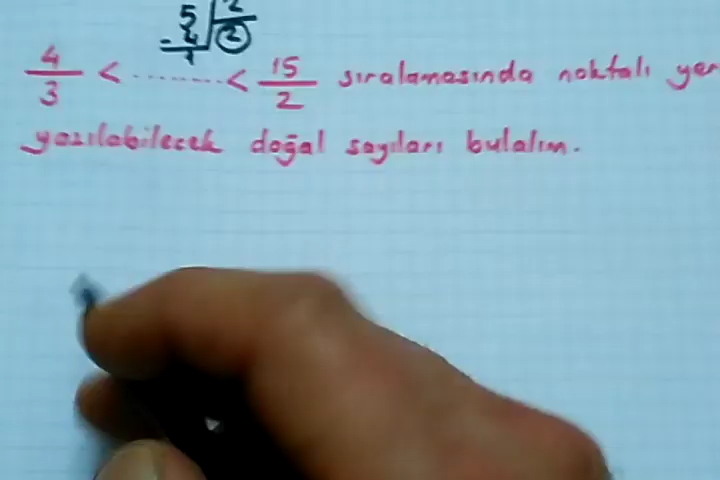 5 2
- 4 2
1
4/3 < ........ < 15/2 sıralamasında noktalı yer
yazılabilecek doğal sayıları bulalım.